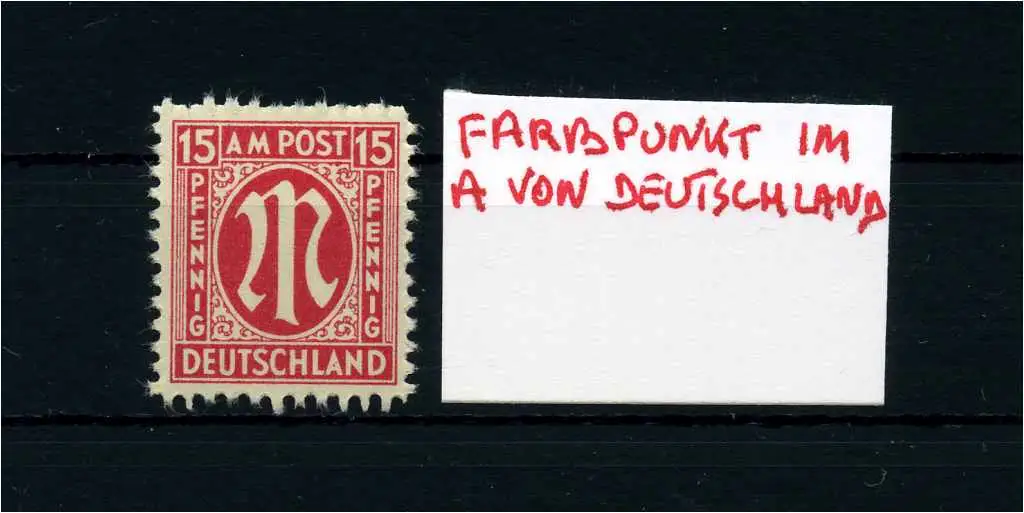 15 AM POST 15
PFENNIG
M
PFENNIG
DEUTSCHLAND
FARBPUNKT IM
A VON DEUTSCHLAND